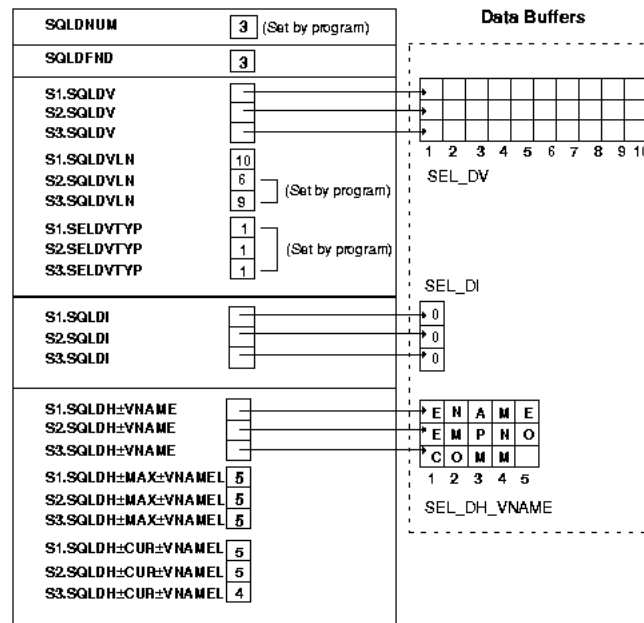 Data Buffers
SQLDNUM 3 (Set by program)
SQLDFND 3
S1.SQLDV
S2.SQLDV
S3.SQLDV
1 2 3 4 5 6 7 8 9 10
SEL_DV
S1.SQLDVLN 10
S2.SQLDVLN 6
S3.SQLDVLN 9
(Set by program)
S1.SELDVTYP 1
S2.SELDVTYP 1
S3.SELDVTYP 1
(Set by program)
SEL_DI
S1.SQLDI 0
S2.SQLDI 0
S3.SQLDI 0
S1.SQLDH±VNAME E N A M E
S2.SQLDH±VNAME E M P N O
S3.SQLDH±VNAME C O M M
1 2 3 4 5
SEL_DH_VNAME
S1.SQLDH±MAX±VNAMEL 5
S2.SQLDH±MAX±VNAMEL 5
S3.SQLDH±MAX±VNAMEL 5
S1.SQLDH±CUR±VNAMEL 5
S2.SQLDH±CUR±VNAMEL 5
S3.SQLDH±CUR±VNAMEL 4